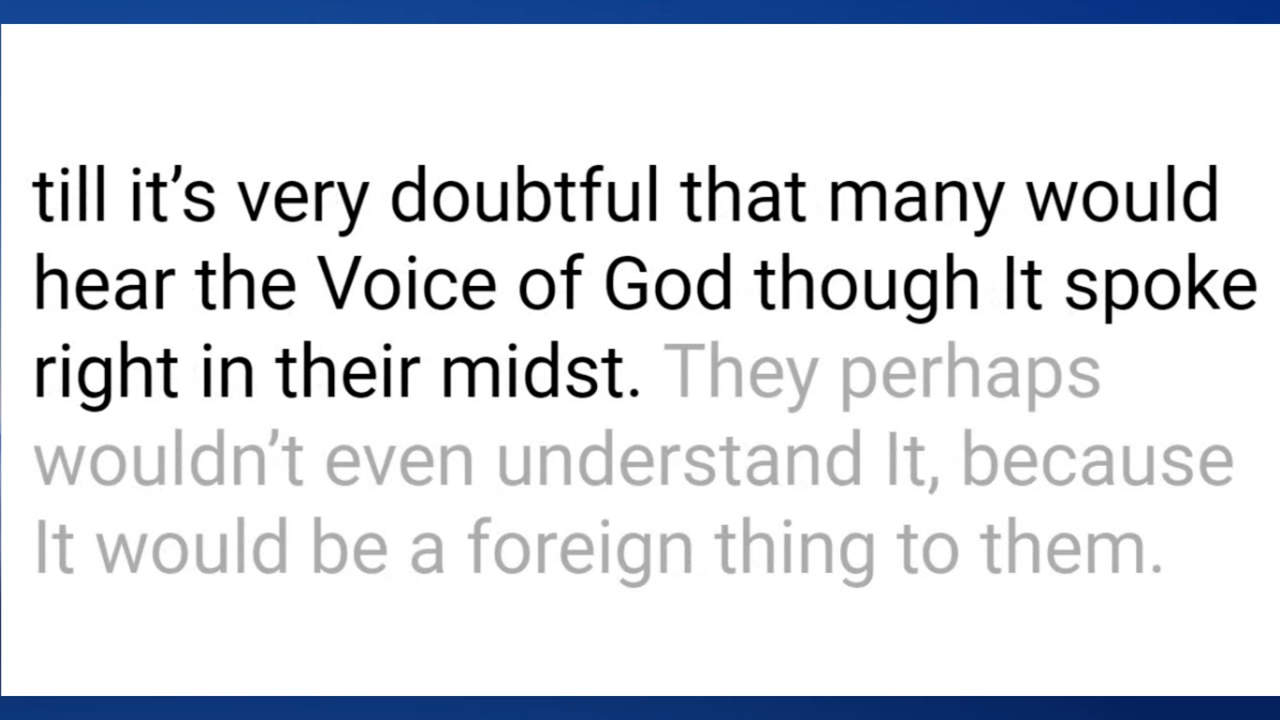 till it’s very doubtful that many would
hear the Voice of God though It spoke
right in their midst. They perhaps
wouldn’t even understand It, because
It would be a foreign thing to them.